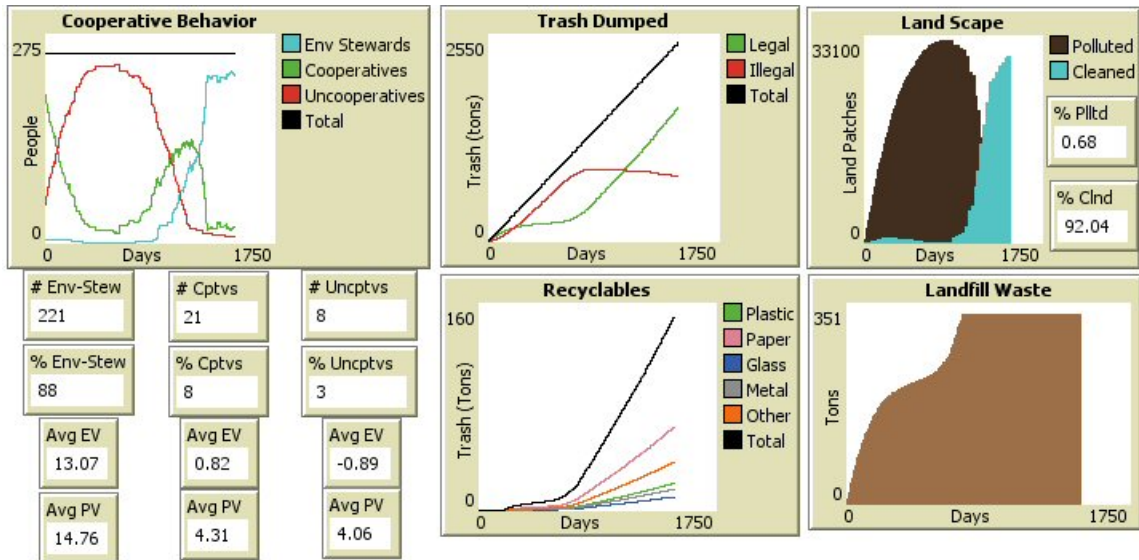 Cooperative Behavior
275
People
0
0
Days
1750
Env Stewards
Cooperatives
Uncooperatives
Total
Trash Dumped
2550
Trash (tons)
0
0
Days
1750
Legal
Illegal
Total
Land Scape
33100
Land Patches
0
0
Days
1750
Polluted
Cleaned
% Plltd
0.68
% Clnd
92.04
# Env-Stew
221
# Cptvs
21
# Uncptvs
8
% Env-Stew
88
% Cptvs
8
% Uncptvs
3
Avg EV
13.07
Avg EV
0.82
Avg EV
-0.89
Avg PV
14.76
Avg PV
4.31
Avg PV
4.06
Recyclables
160
Trash (Tons)
0
0
Days
1750
Plastic
Paper
Glass
Metal
Other
Total
Landfill Waste
351
Tons
0
0
Days
1750